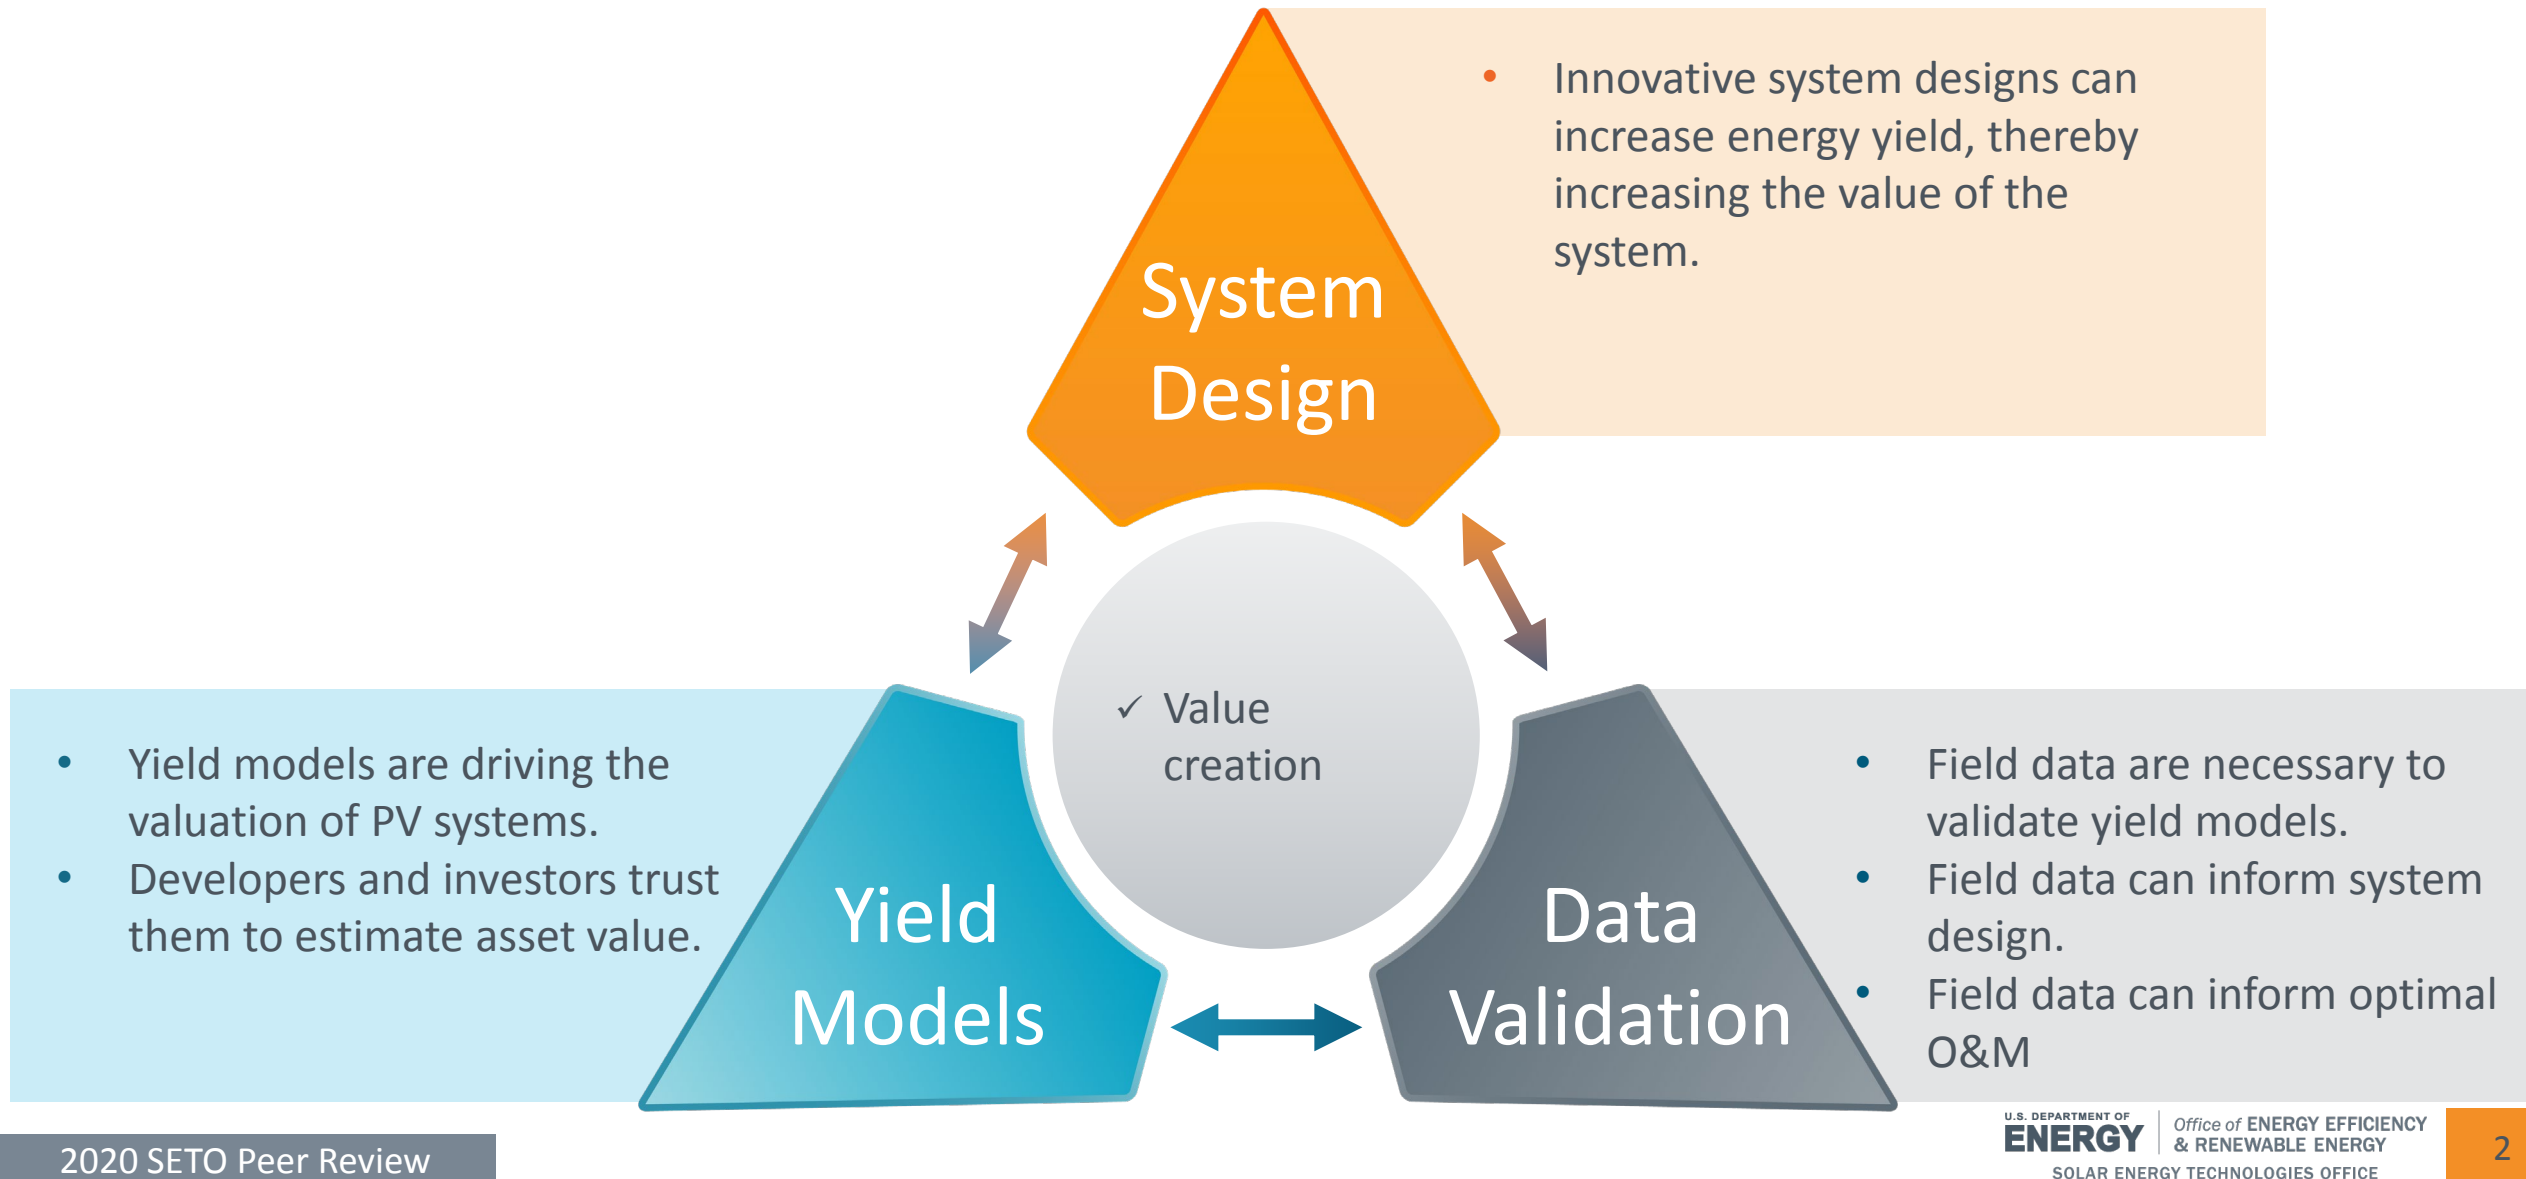 • Innovative system designs can
increase energy yield, thereby
increasing the value of the
system.
System
Design
✓ Value
creation
• Yield models are driving the
valuation of PV systems.
• Developers and investors trust
them to estimate asset value.
Yield
Models
Data
Validation
• Field data are necessary to
validate yield models.
• Field data can inform system
design.
• Field data can inform optimal
O&M
2020 SETO Peer Review
U.S. DEPARTMENT OF
ENERGY
Office of ENERGY EFFICIENCY
& RENEWABLE ENERGY
SOLAR ENERGY TECHNOLOGIES OFFICE
2